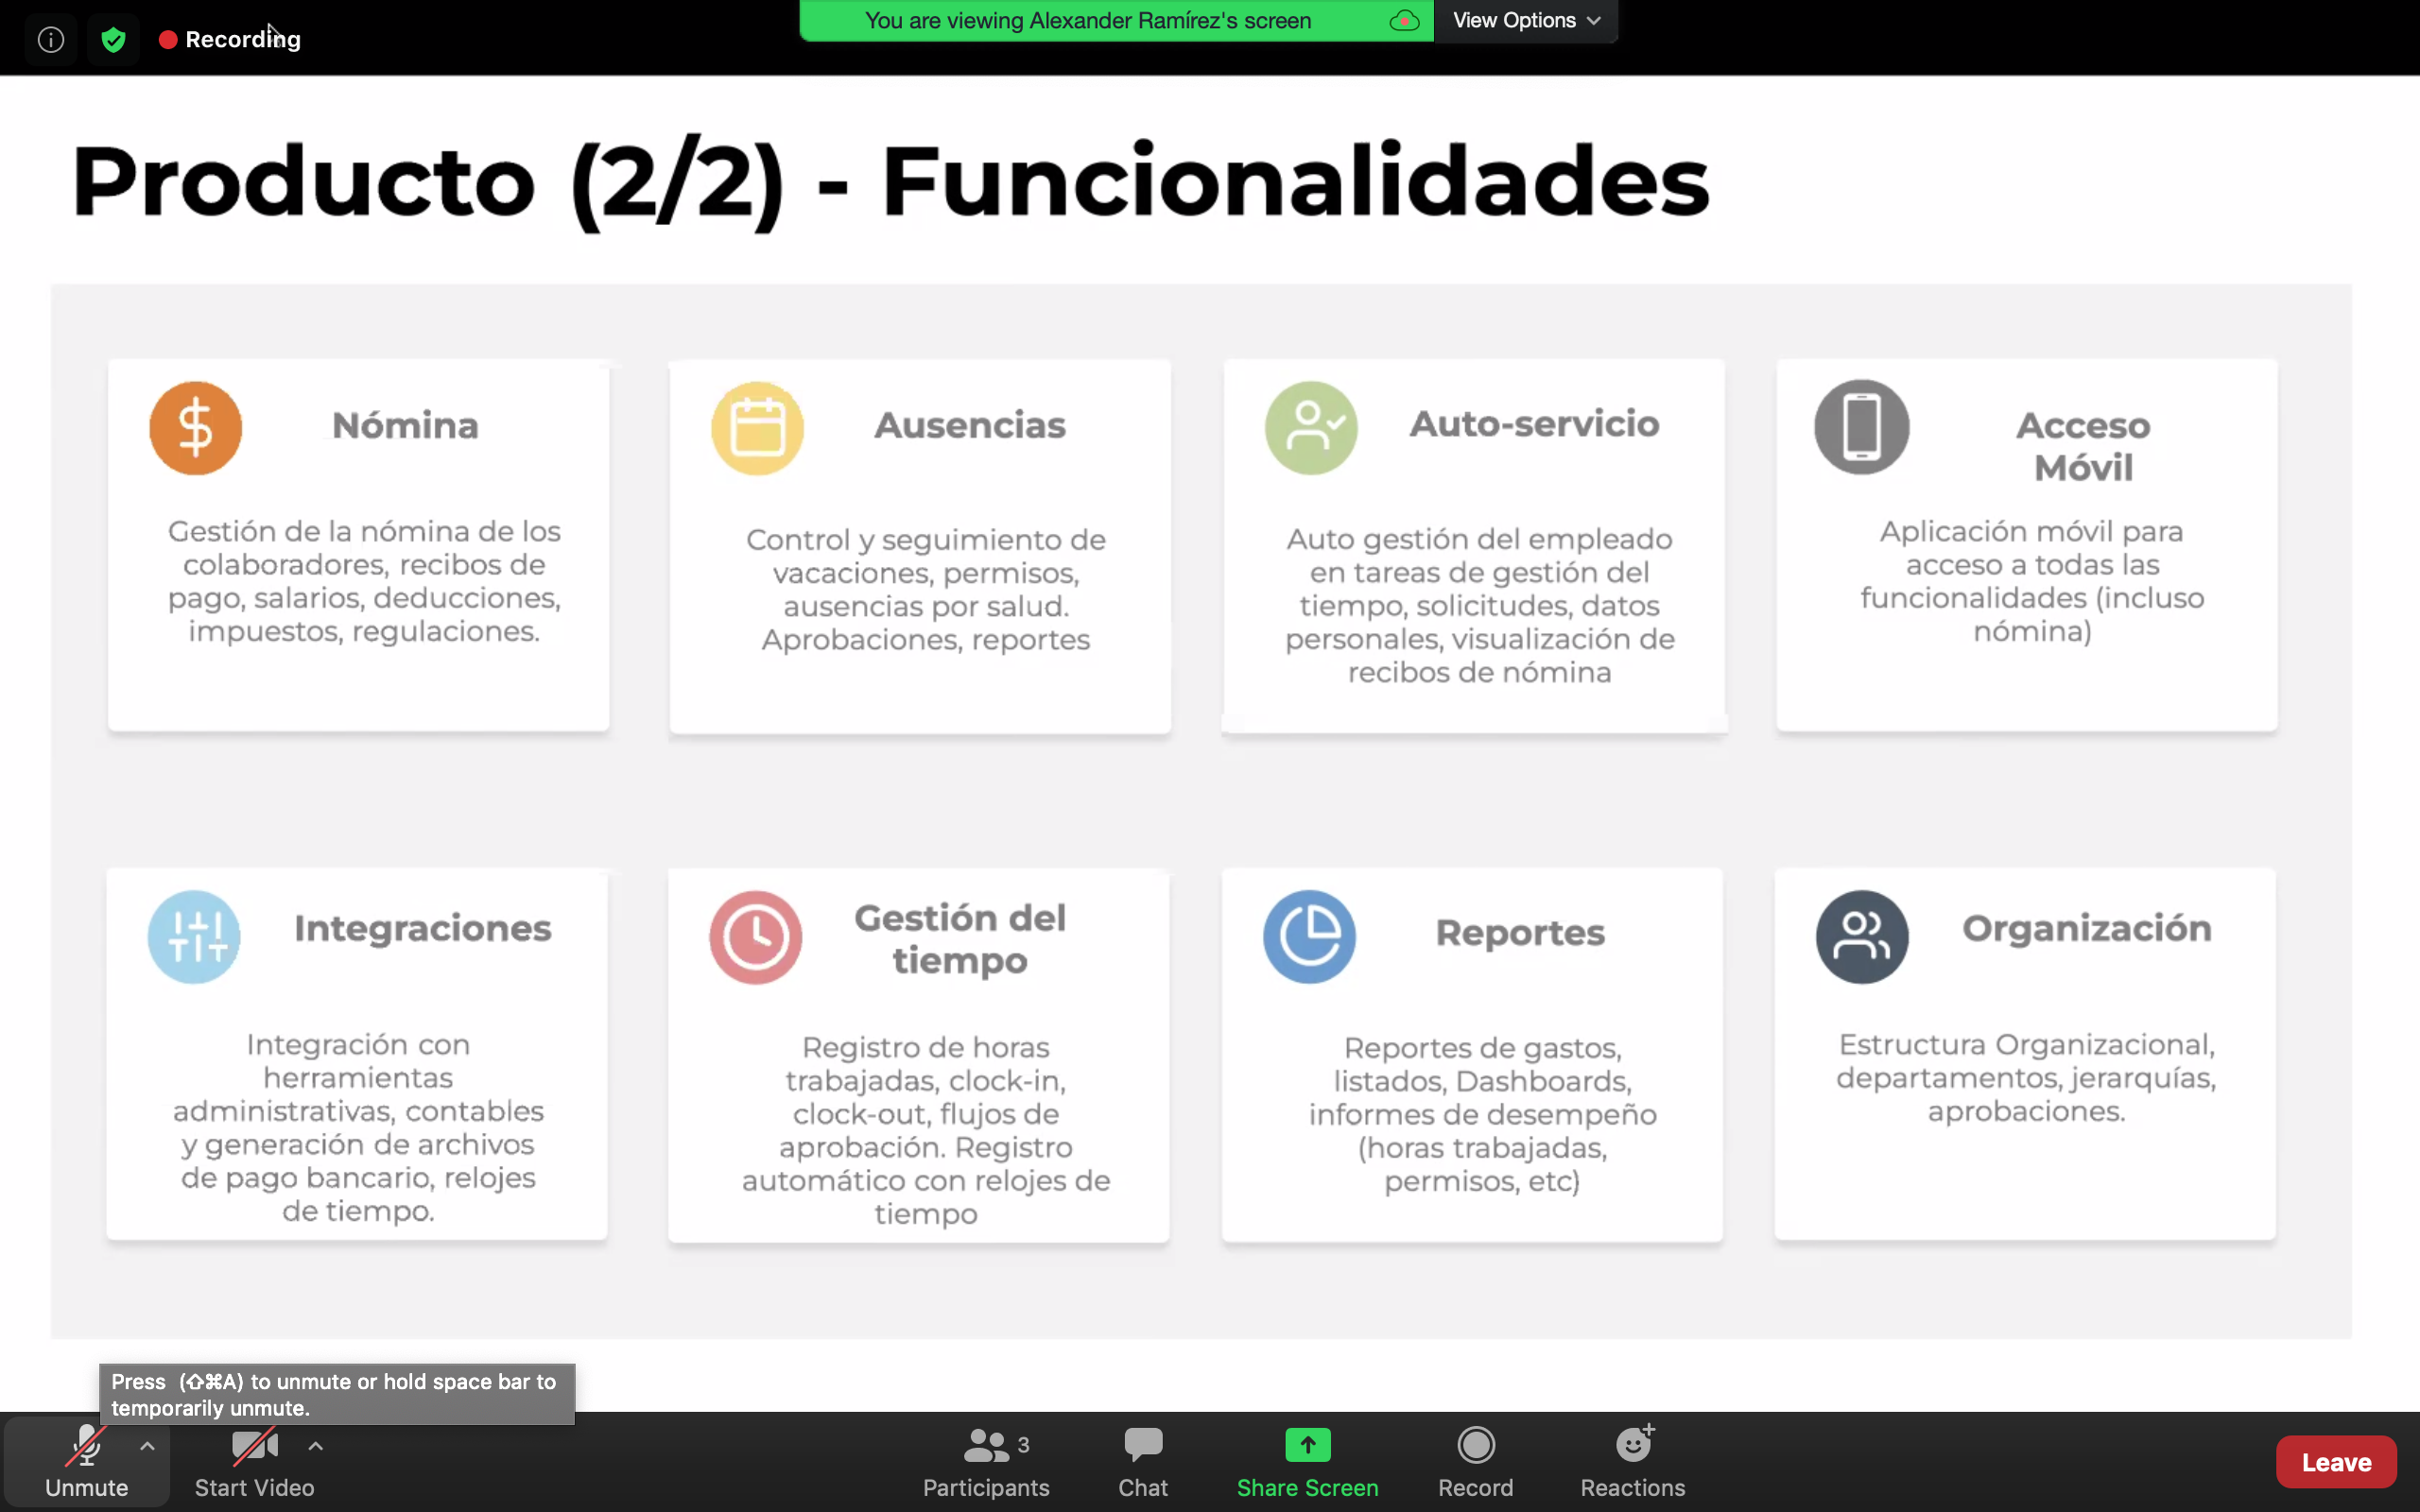 Recording
You are viewing Alexander Ramírez's screen
View Options
Producto (2/2) - Funcionalidades
Nómina
Gestión de la nómina de los
colaboradores, recibos de
pago, salarios, deducciones,
impuestos, regulaciones.
Ausencias
Control y seguimiento de
vacaciones, permisos,
ausencias por salud.
Aprobaciones, reportes
Auto-servicio
Auto gestión del empleado
en tareas de gestión del
tiempo, solicitudes, datos
personales, visualización de
recibos de nómina
Acceso
Móvil
Aplicación móvil para
acceso a todas las
funcionalidades (incluso
nómina)
Integraciones
Integración con
herramientas
administrativas, contables
y generación de archivos
de pago bancario, relojes
de tiempo.
Gestión del
tiempo
Registro de horas
trabajadas, clock-in,
clock-out, flujos de
aprobación. Registro
automático con relojes de
tiempo
Reportes
Reportes de gastos,
listados, Dashboards,
informes de desempeño
(horas trabajadas,
permisos, etc)
Organización
Estructura Organizacional,
departamentos, jerarquías,
aprobaciones.
Press (⇧⌘A) to unmute or hold space bar to
temporarily unmute.
Unmute
Start Video
3
Participants
Chat
Share Screen
Record
Reactions
Leave